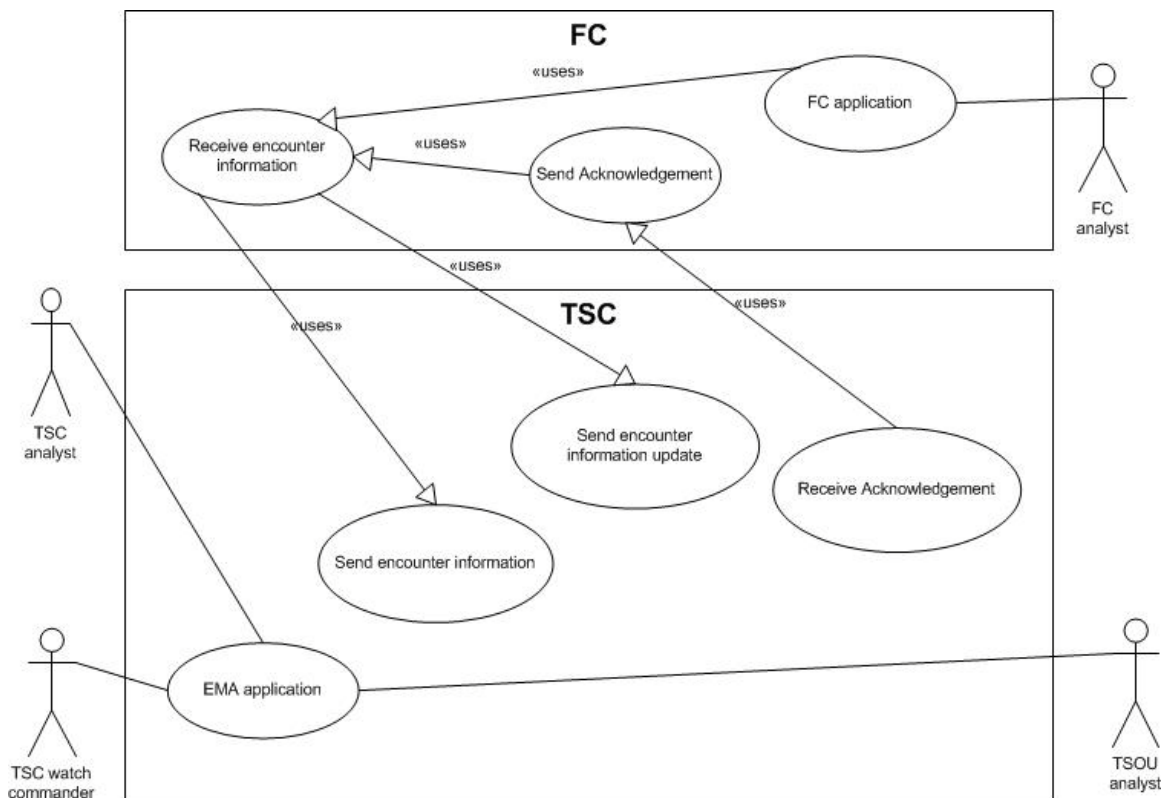 FC
«uses»
FC application
Receive encounter
information
«uses»
Send Acknowledgement
FC
analyst
«uses»
«uses»
«uses»
TSC
TSC
analyst
Send encounter
information update
Receive Acknowledgement
Send encounter information
EMA application
TSC watch
commander
TSOU
analyst